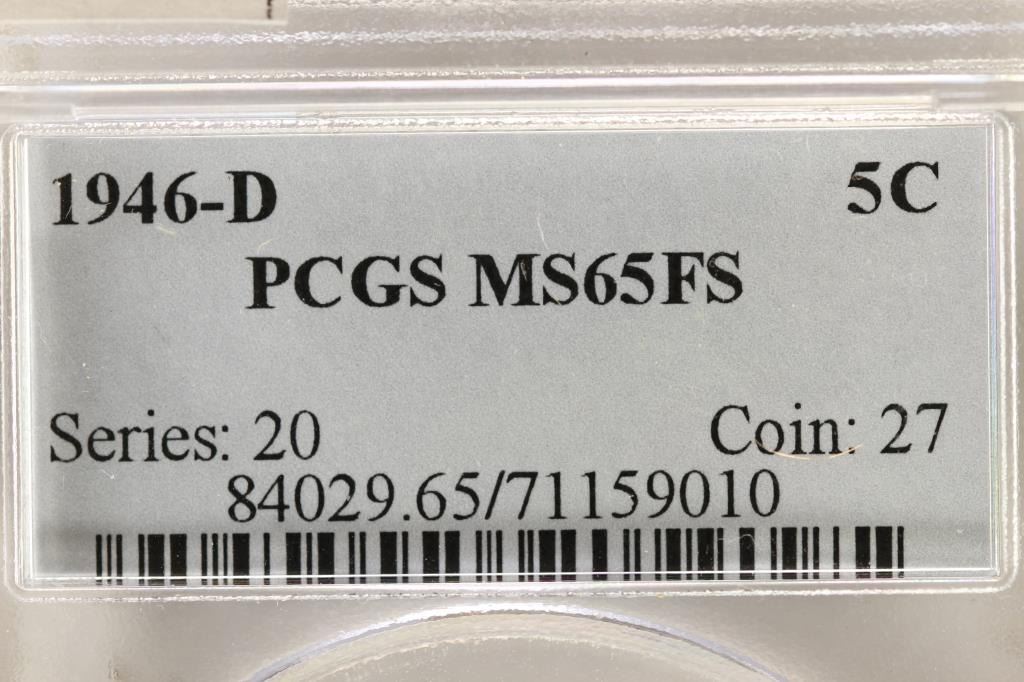 1946-D 5C
PCGS MS65FS
Series: 20 Coin: 27
84029.65/71159010